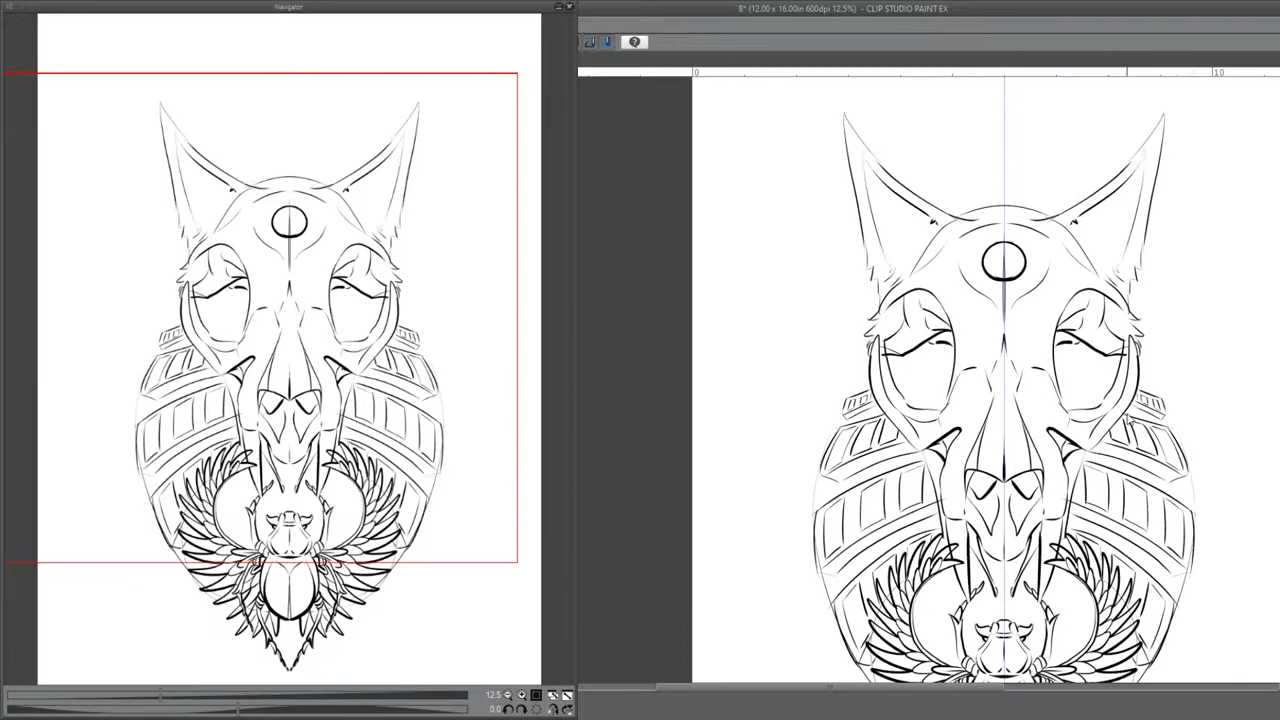 Navigator
8* (12.00 x 16.00in 600dpi 12.5%) - CLIP STUDIO PAINT EX
0
10
12.5
0.0